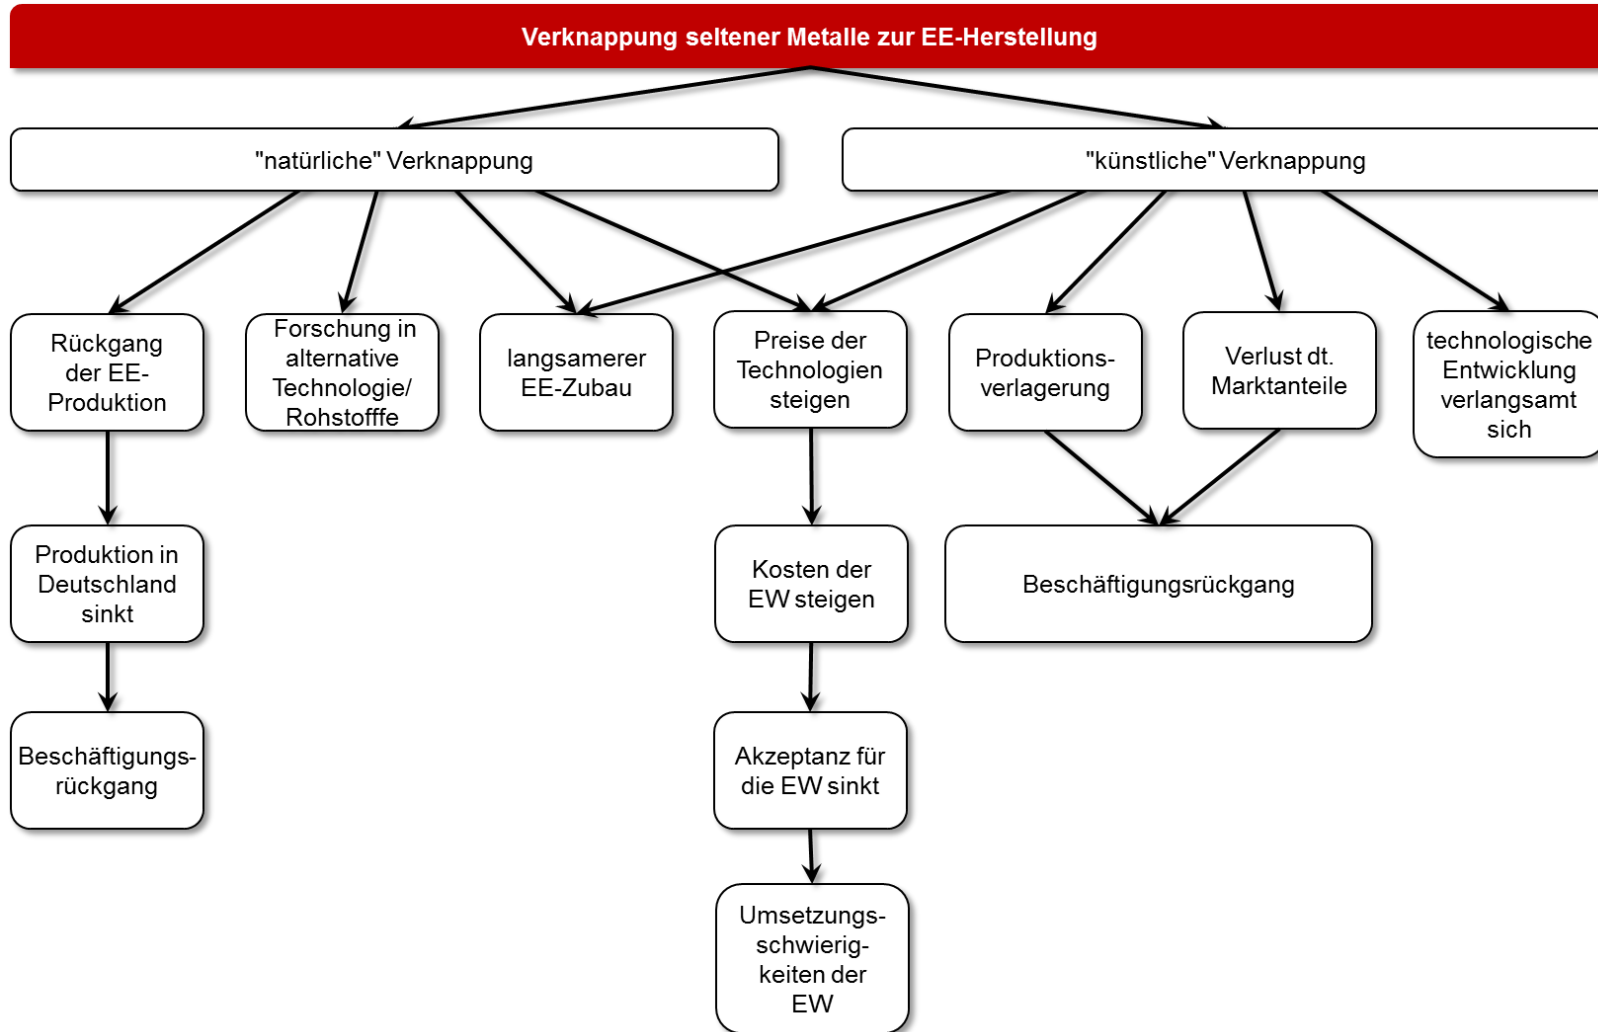 Verknappung seltener Metalle zur EE-Herstellung
"natürliche" Verknappung
"künstliche" Verknappung
Rückgang
der EE-
Produktion
Forschung in
alternative
Technologie/
Rohstofffe
langsamerer
EE-Zubau
Preise der
Technologien
steigen
Produktions-
verlagerung
Verlust dt.
Marktanteile
technologische
Entwicklung
verlangsamt
sich
Produktion in
Deutschland
sinkt
Kosten der
EW steigen
Beschäftigungsrückgang
Beschäftigungs-
rückgang
Akzeptanz für
die EW sinkt
Umsetzungs-
schwierig-
keiten der
EW